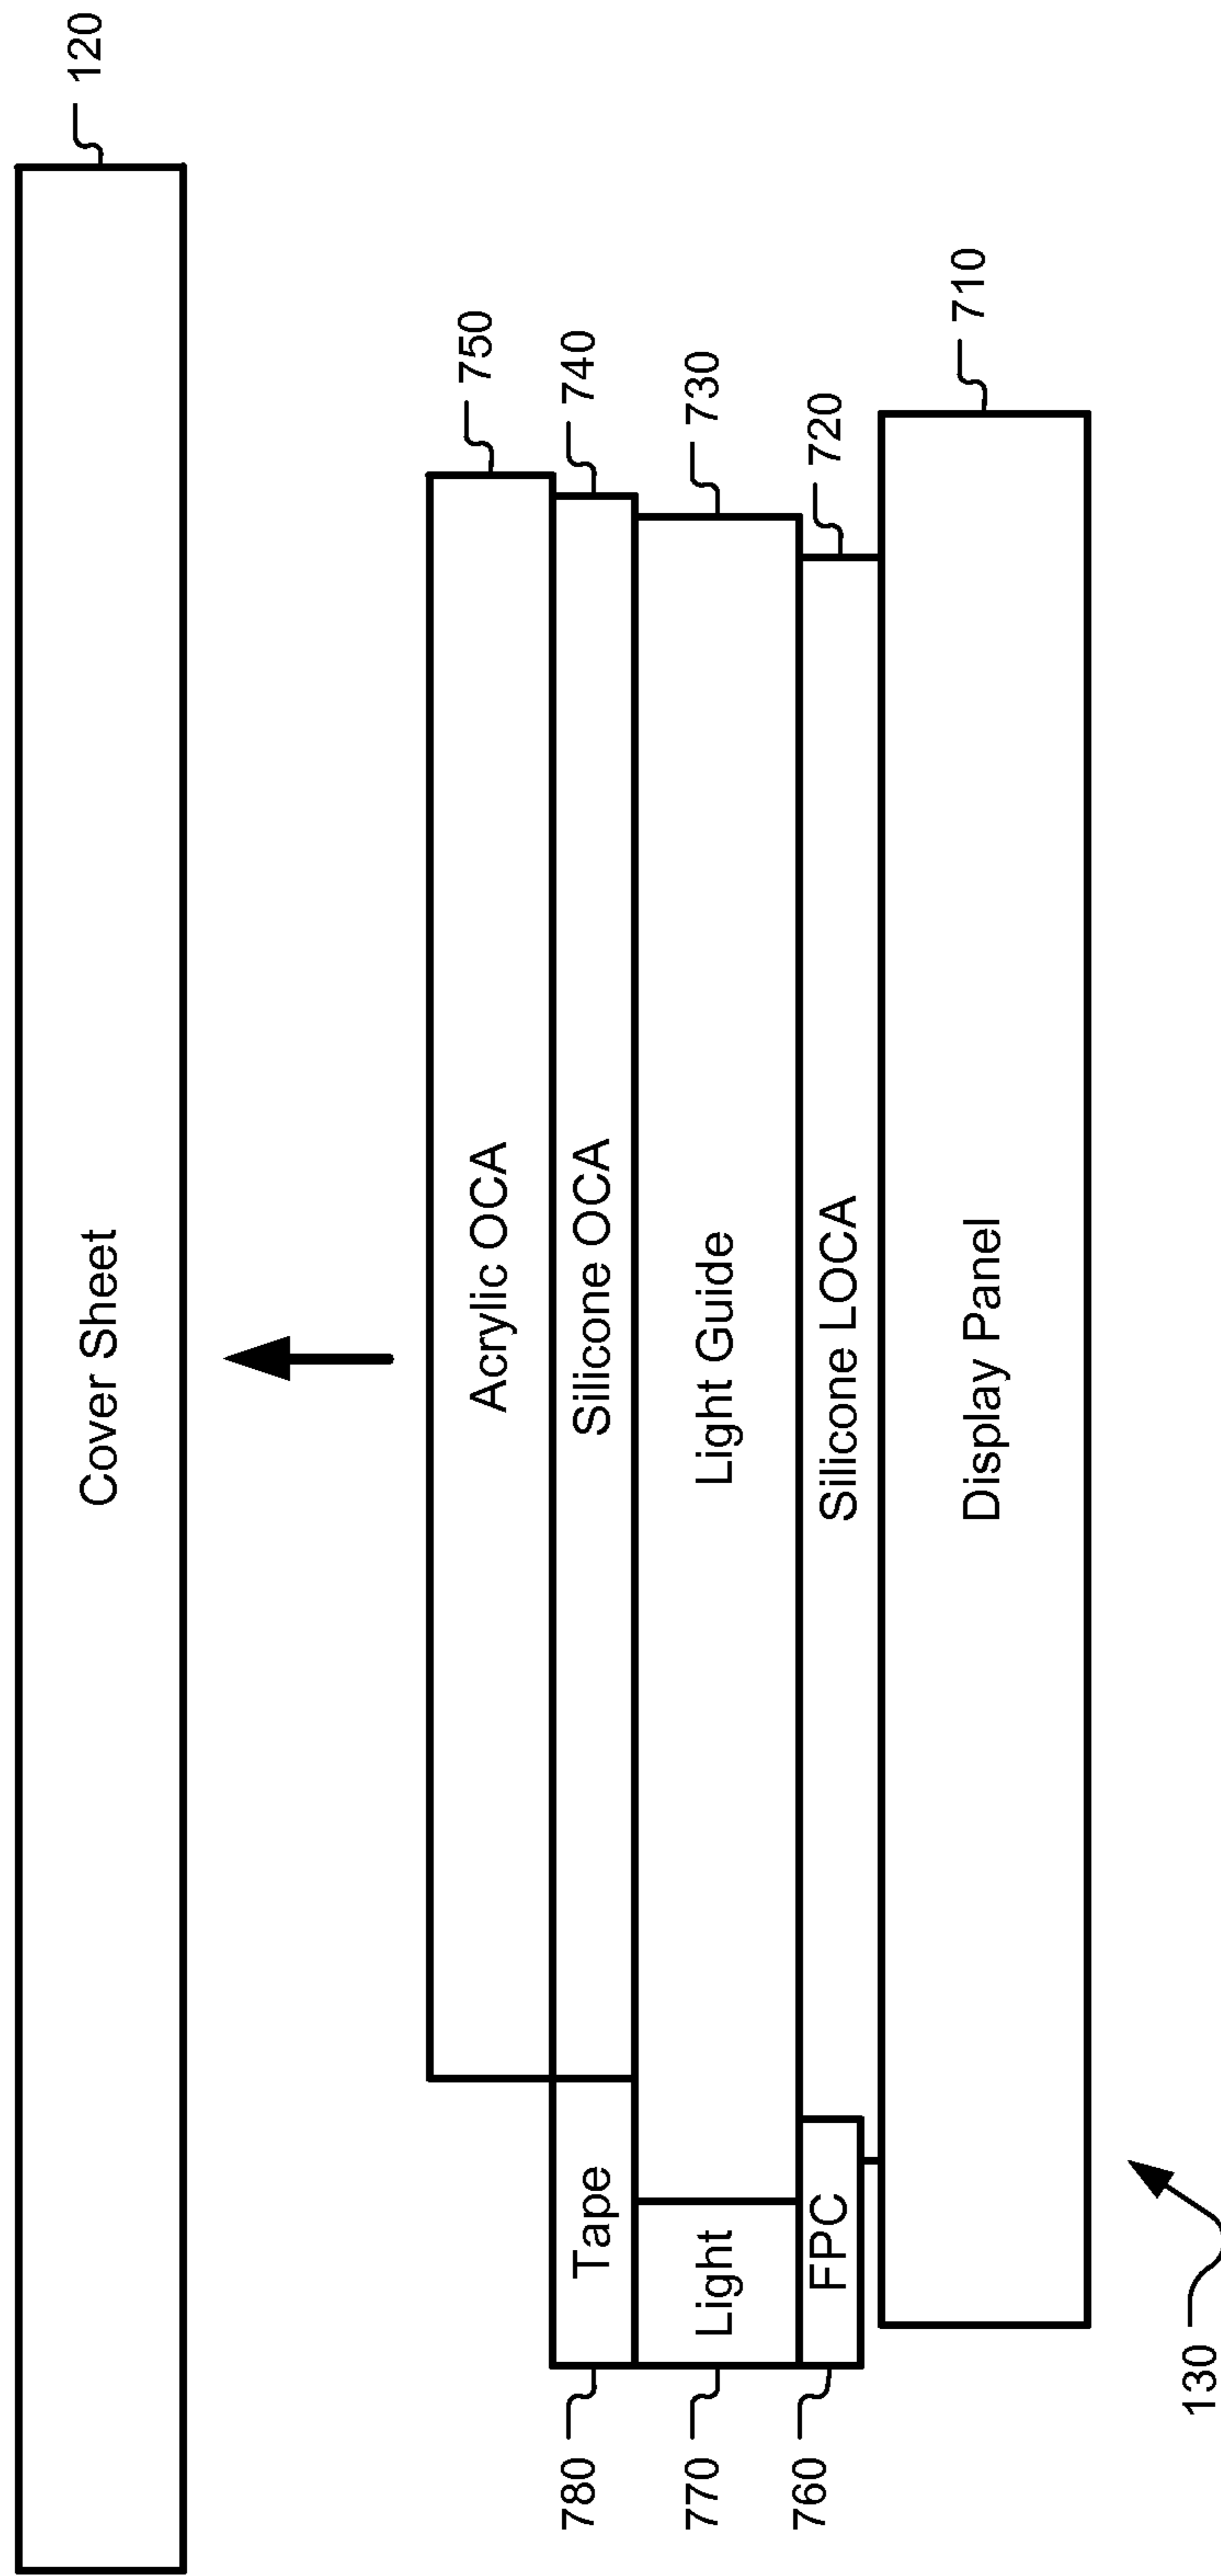 120
Cover Sheet
750
Acrylic OCA
740
Silicone OCA
Tape
780
730
Light Guide
Light
770
720
Silicone LOCA
FPC
760
710
Display Panel
130